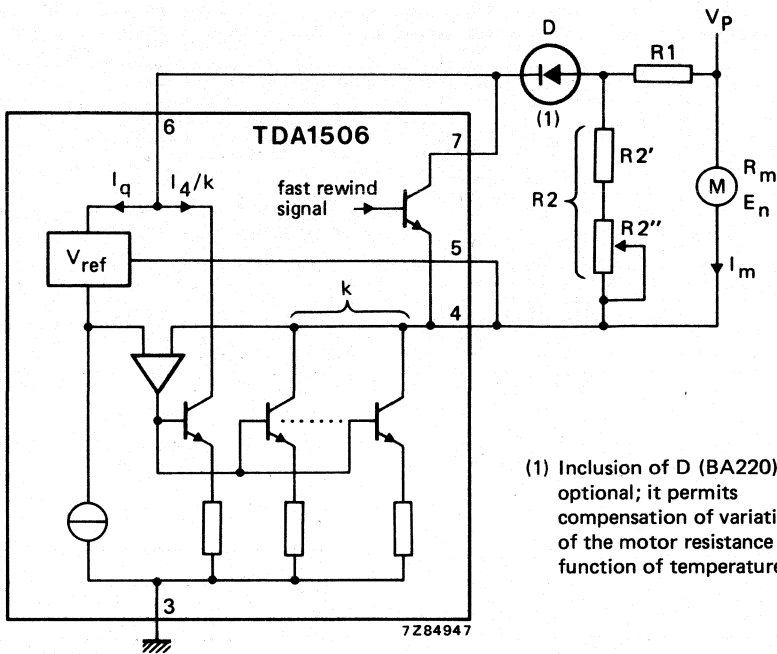 V_P
D
R1
(1)
6
TDA1506
7
R_m
M
E_n
I_m
R2'
R2
R2"
I_q
I_4/k
fast rewind
signal
5
V_ref
k
4
3
7Z84947
(1) Inclusion of D (BA220)
optional; it permits
compensation of variati
of the motor resistance
function of temperature